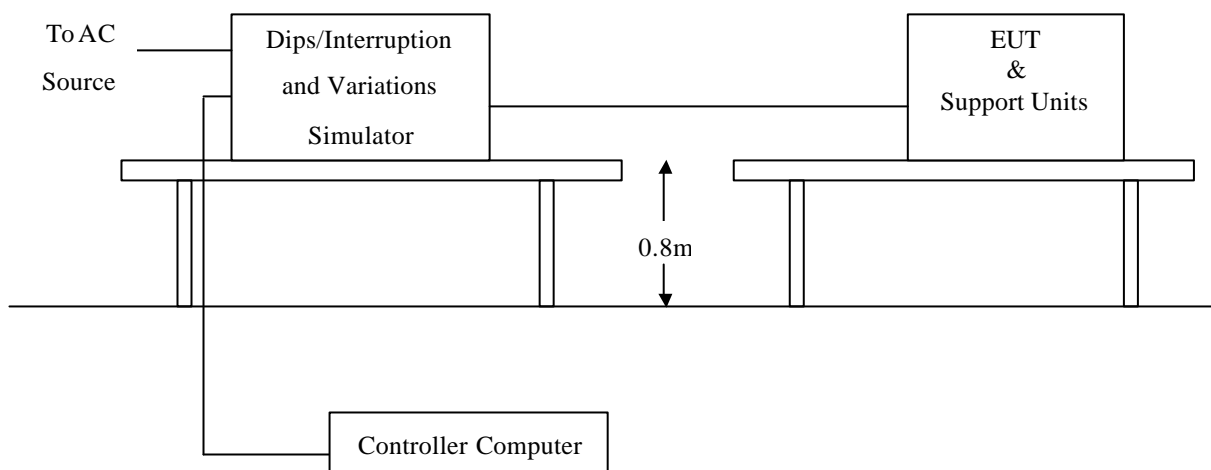 To AC
Source
Dips/Interruption
and Variations
Simulator
EUT
&
Support Units
0.8m
Controller Computer